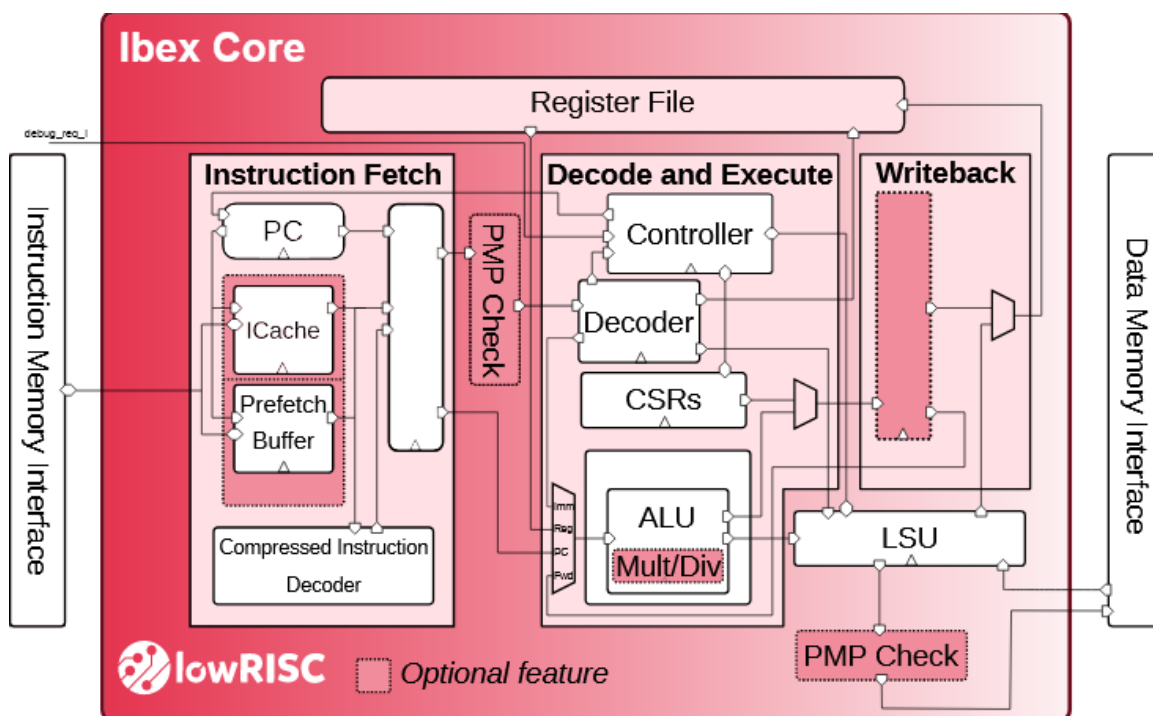 Ibex Core
Register File
debug_req_i
Instruction Memory Interface
Instruction Fetch
PC
ICache
Prefetch
Buffer
Compressed Instruction
Decoder
PMP Check
Decode and Execute
Controller
Decoder
CSRs
Imm
Reg
PC
Fwd
ALU
Mult/Div
Writeback
LSU
PMP Check
Data Memory Interface
lowRISC
Optional feature